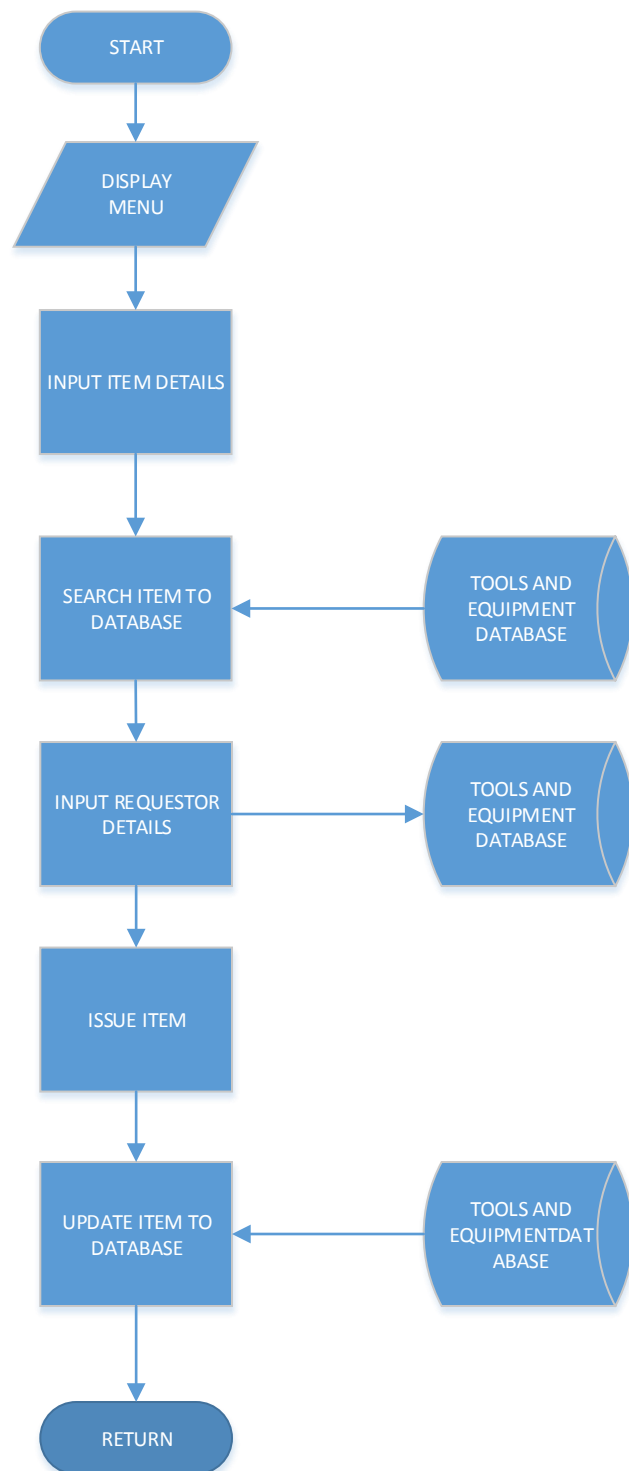 START
DISPLAY
MENU
INPUT ITEM DETAILS
SEARCH ITEM TO
DATABASE
TOOLS AND
EQUIPMENT
DATABASE
INPUT REQUESTOR
DETAILS
TOOLS AND
EQUIPMENT
DATABASE
ISSUE ITEM
UPDATE ITEM TO
DATABASE
TOOLS AND
EQUIPMENTDAT
ABASE
RETURN